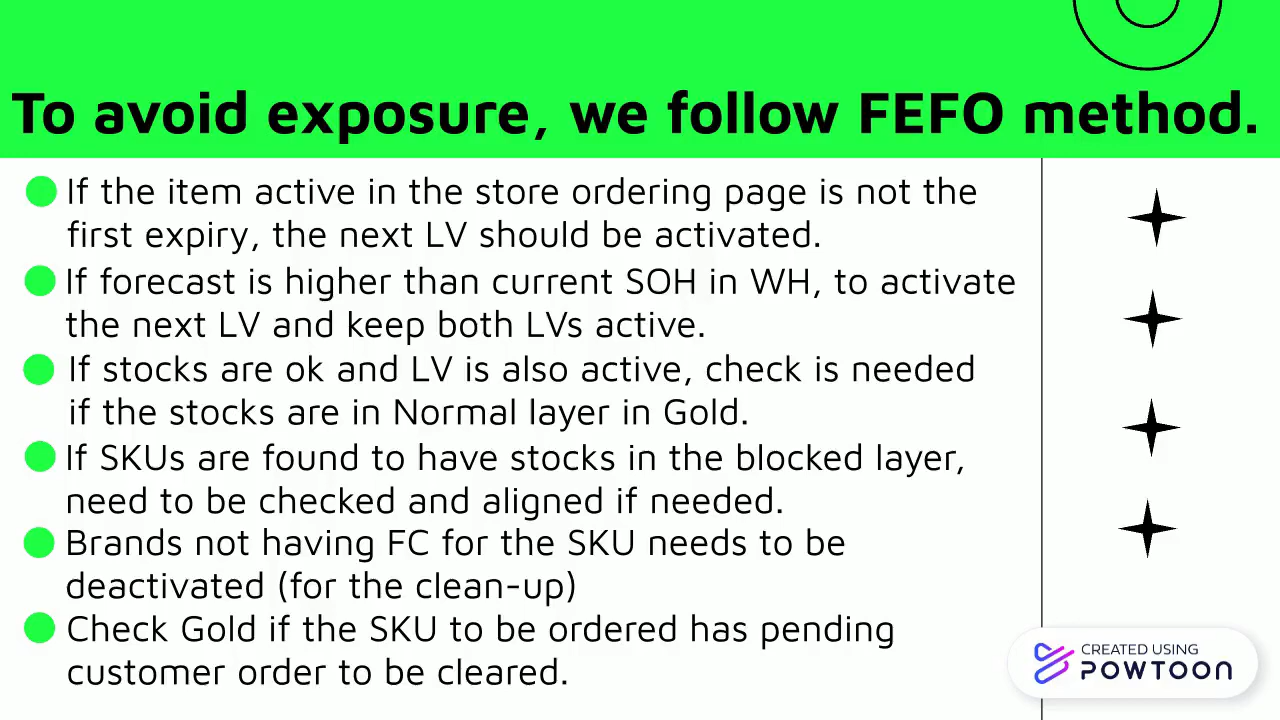 To avoid exposure, we follow FEFO method.
If the item active in the store ordering page is not the
first expiry, the next LV should be activated.
If forecast is higher than current SOH in WH, to activate
the next LV and keep both LVs active.
If stocks are ok and LV is also active, check is needed
if the stocks are in Normal layer in Gold.
If SKUs are found to have stocks in the blocked layer,
need to be checked and aligned if needed.
Brands not having FC for the SKU needs to be
deactivated (for the clean-up)
Check Gold if the SKU to be ordered has pending
customer order to be cleared.
CREATED USING
POWTOON